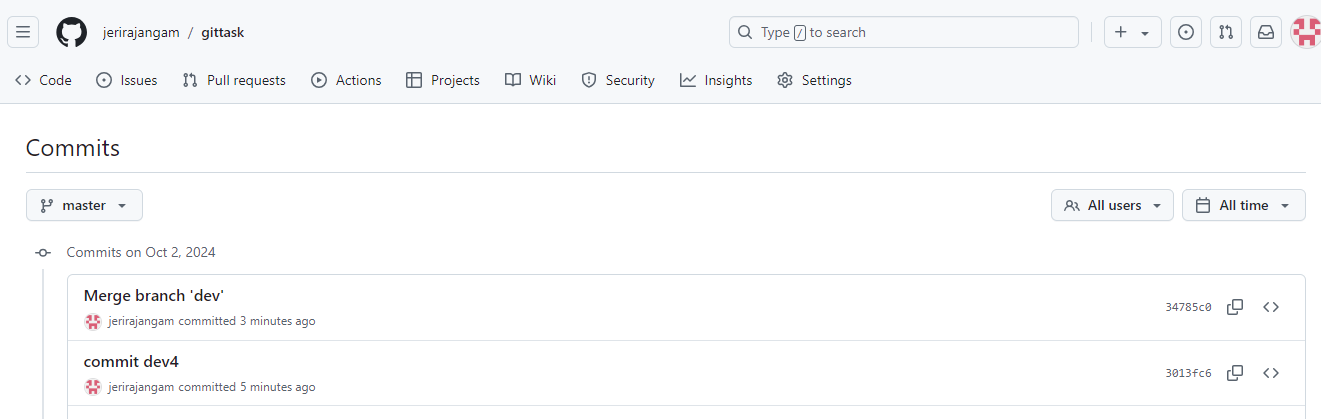 jerirajangam / gittask
Type / to search
Code Issues Pull requests Actions Projects Wiki Security Insights Settings
Commits
master All users All time
Commits on Oct 2, 2024
Merge branch 'dev'
jerirajangam committed 3 minutes ago
34785c0
commit dev4
jerirajangam committed 5 minutes ago
3013fc6